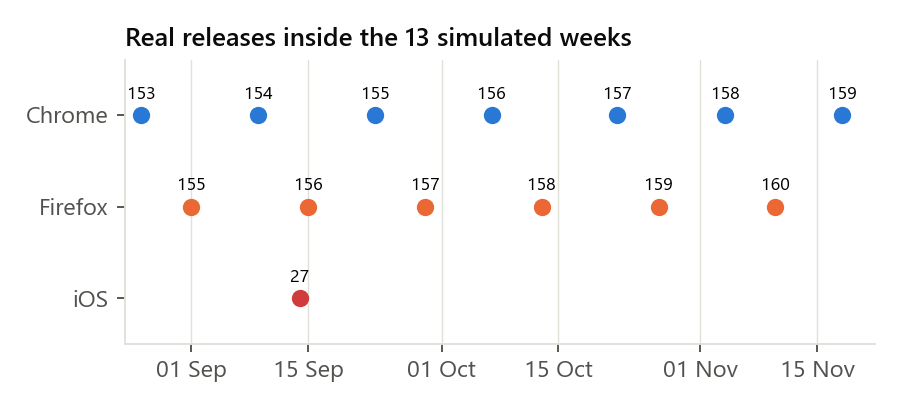 Real releases inside the 13 simulated weeks
153 154 155 156 157 158 159
Chrome
155 156 157 158 159 160
Firefox
27
iOS
01 Sep 15 Sep 01 Oct 15 Oct 01 Nov 15 Nov